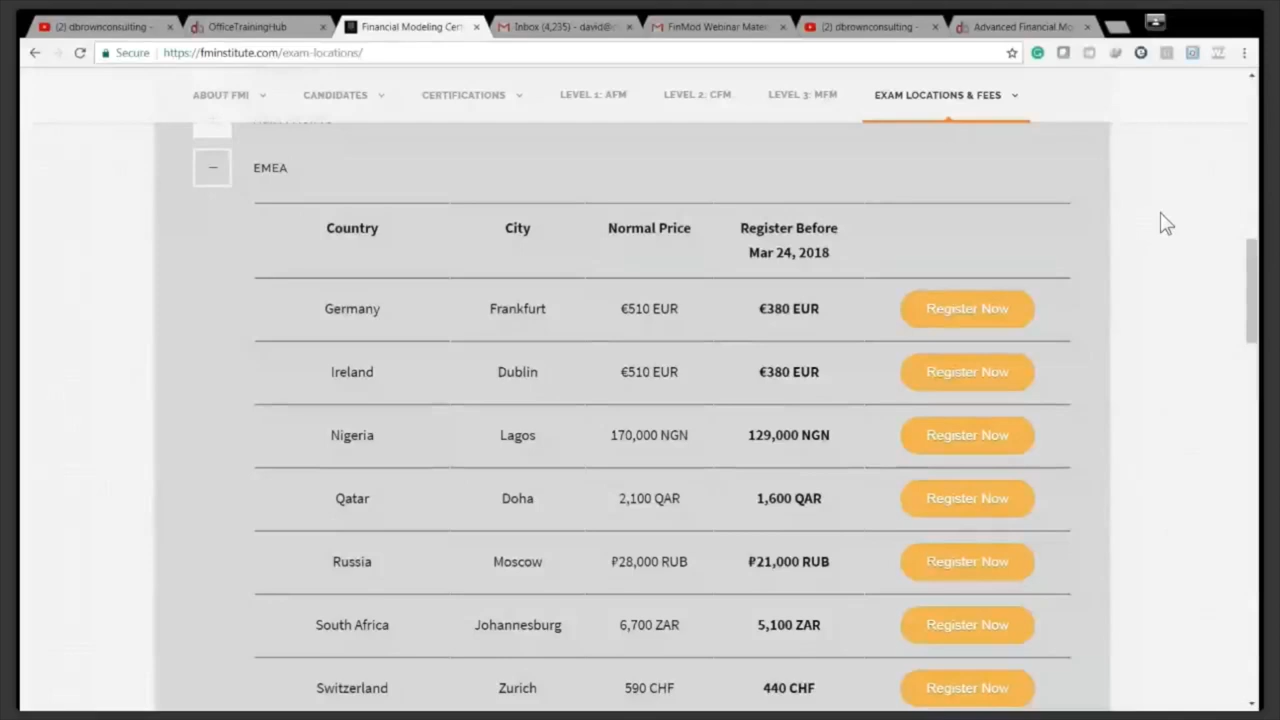 (2) dbrownconsulting - OfficeTrainingHub Financial Modeling Cert Inbox (4,235) - david@ FinMod Webinar Mater (2) dbrownconsulting - Advanced Financial Mo
Secure https://fminstitute.com/exam-locations/
ABOUT FMI CANDIDATES CERTIFICATIONS LEVEL 1: AFM LEVEL 2: CFM LEVEL 3: MFM EXAM LOCATIONS & FEES
EMEA
Country City Normal Price Register Before
Mar 24, 2018
Germany Frankfurt €510 EUR €380 EUR Register Now
Ireland Dublin €510 EUR €380 EUR Register Now
Nigeria Lagos 170,000 NGN 129,000 NGN Register Now
Qatar Doha 2,100 QAR 1,600 QAR Register Now
Russia Moscow ₽28,000 RUB ₽21,000 RUB Register Now
South Africa Johannesburg 6,700 ZAR 5,100 ZAR Register Now
Switzerland Zurich 590 CHF 440 CHF Register Now